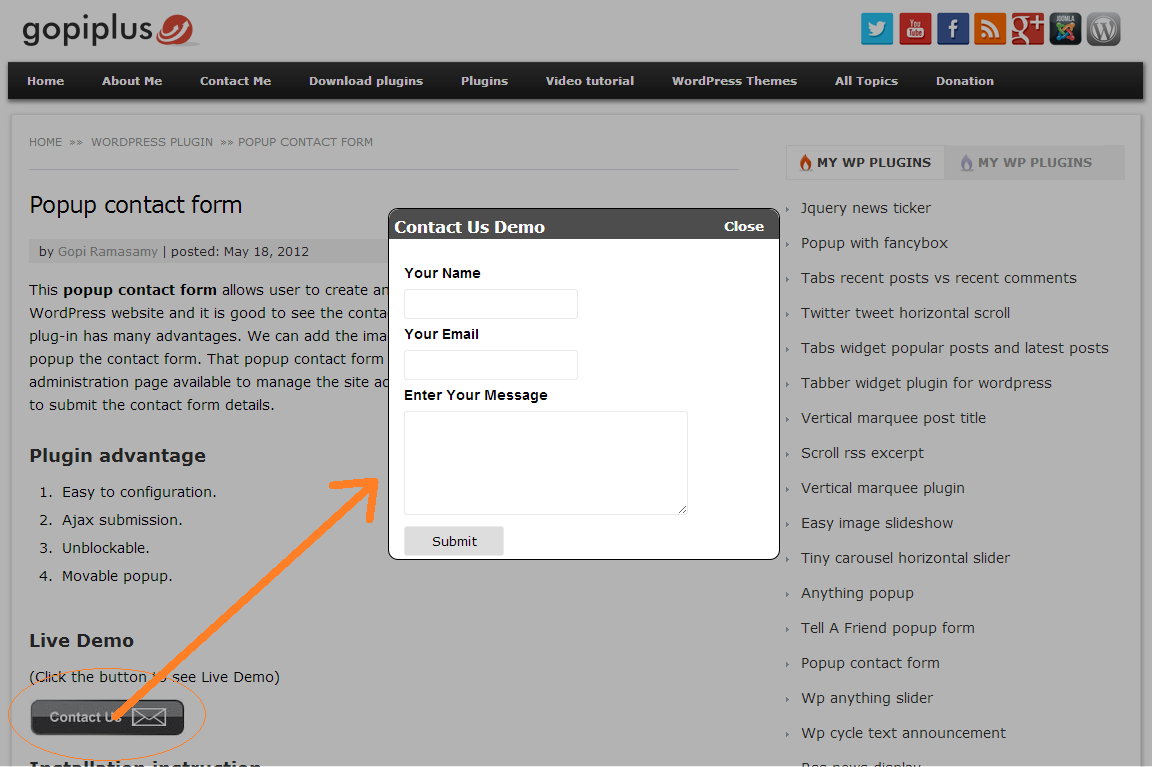 gopiplus
You
Tube
f
g+
JOOMLA
W
Home About Me Contact Me Download plugins Plugins Video tutorial WordPress Themes All Topics Donation
HOME »» WORDPRESS PLUGIN »» POPUP CONTACT FORM
Popup contact form
by Gopi Ramasamy | posted: May 18, 2012
This popup contact form allows user to create an
WordPress website and it is good to see the conta
plug-in has many advantages. We can add the ima
popup the contact form. That popup contact form
administration page available to manage the site ad
to submit the contact form details.
Plugin advantage
1. Easy to configuration.
2. Ajax submission.
3. Unblockable.
4. Movable popup.
Live Demo
(Click the button to see Live Demo)
Contact Us
Installation instruction
Contact Us Demo Close
Your Name
Your Email
Enter Your Message
Submit
MY WP PLUGINS MY WP PLUGINS
Jquery news ticker
Popup with fancybox
Tabs recent posts vs recent comments
Twitter tweet horizontal scroll
Tabs widget popular posts and latest posts
Tabber widget plugin for wordpress
Vertical marquee post title
Scroll rss excerpt
Vertical marquee plugin
Easy image slideshow
Tiny carousel horizontal slider
Anything popup
Tell A Friend popup form
Popup contact form
Wp anything slider
Wp cycle text announcement